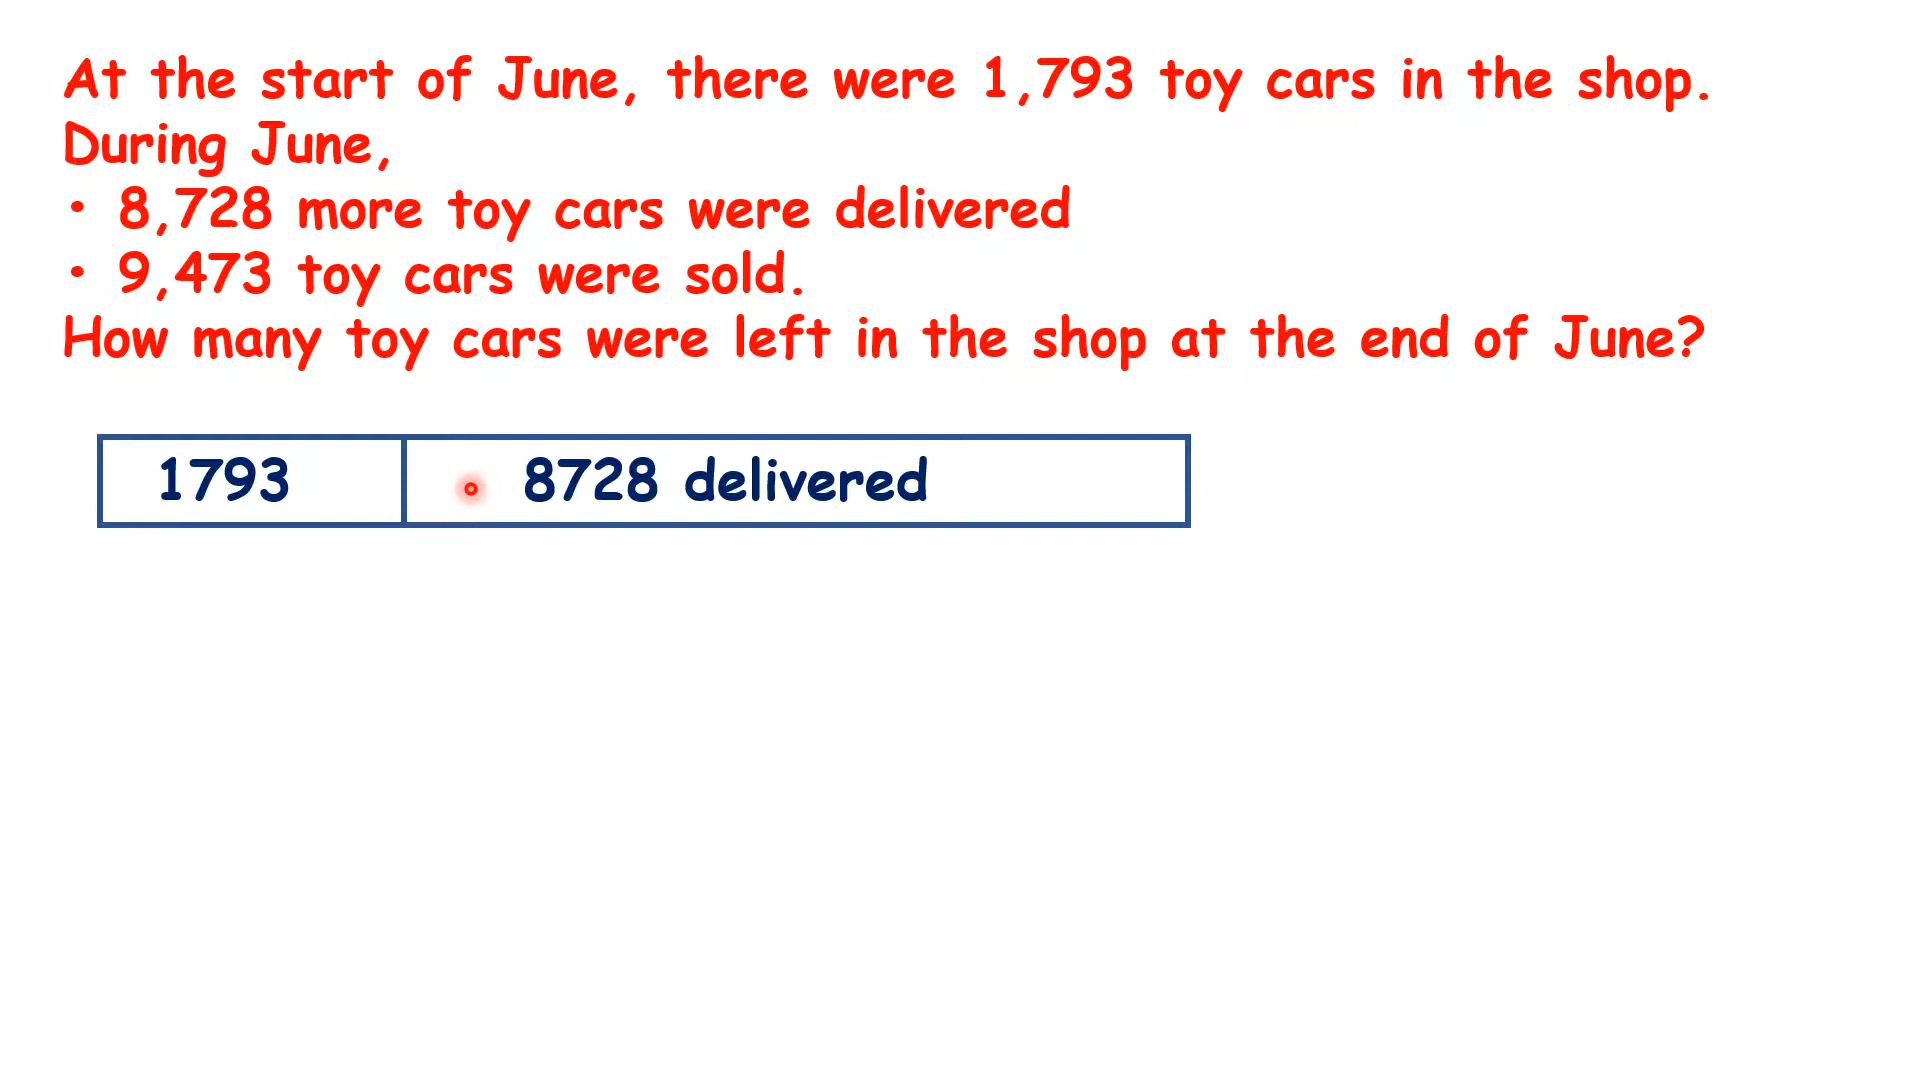 At the start of June, there were 1,793 toy cars in the shop.
During June,
• 8,728 more toy cars were delivered
• 9,473 toy cars were sold.
How many toy cars were left in the shop at the end of June?
1793 8728 delivered